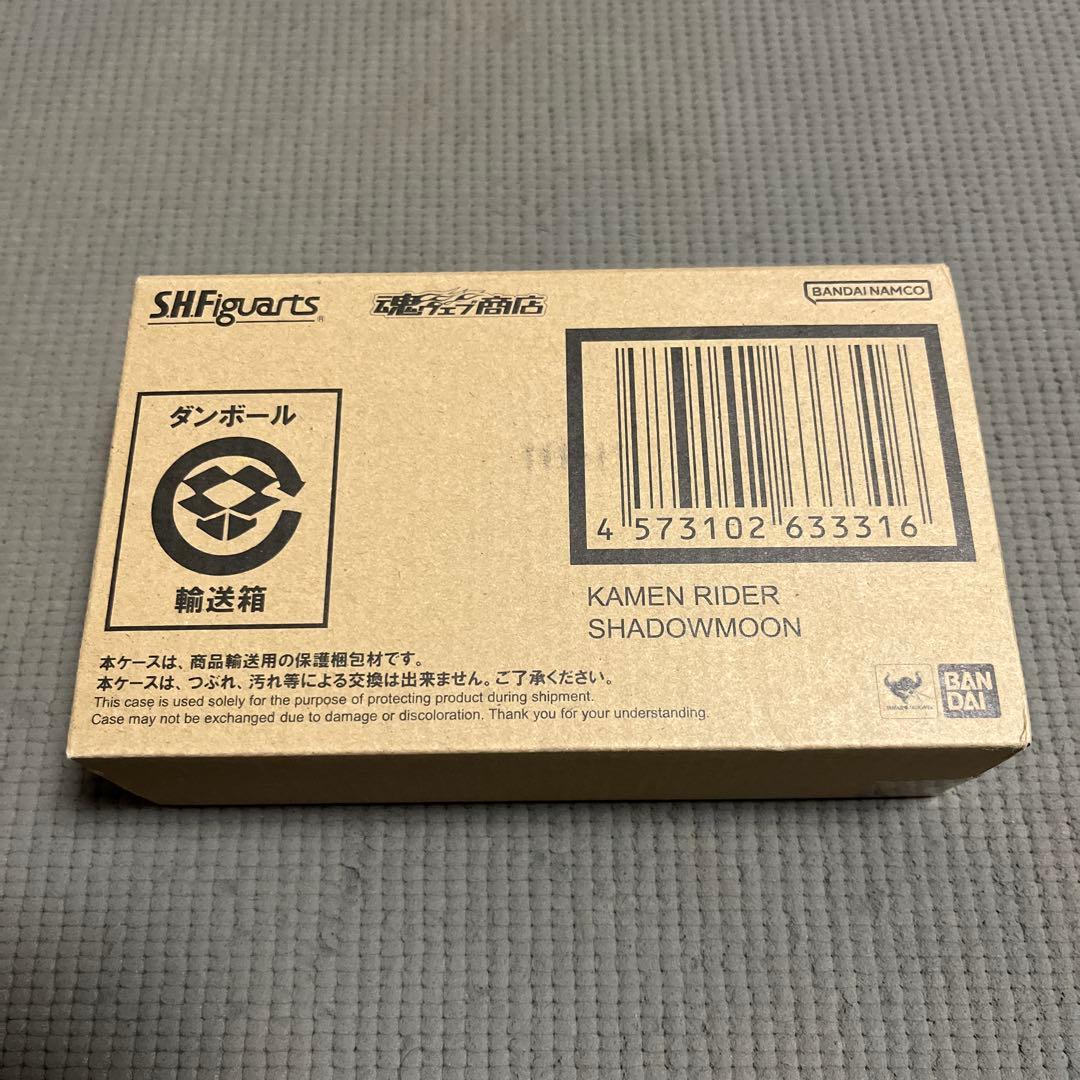 S.H.Figuarts®
魂ウェブ商店
BANDAI NAMCO
ダンボール
輸送箱
4 573102 633316
KAMEN RIDER
SHADOWMOON
本ケースは、商品輸送用の保護梱包材です。
本ケースは、つぶれ、汚れ等による交換は出来ません。ご了承ください。
This case is used solely for the purpose of protecting product during shipment.
Case may not be exchanged due to damage or discoloration. Thank you for your understanding.
BAN
DAI